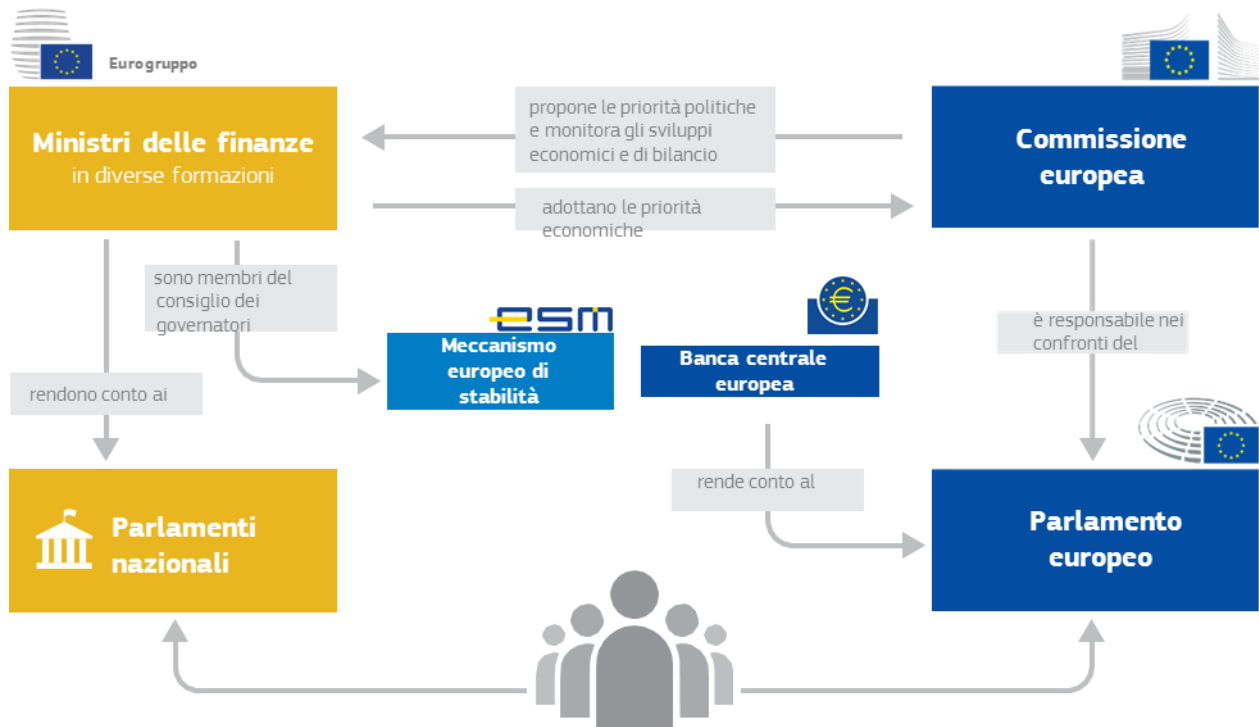 Eurogruppo
Ministri delle finanze
in diverse formazioni
propone le priorità politiche
e monitora gli sviluppi
economici e di bilancio
Commissione
europea
adottano le priorità
economiche
sono membri del
consiglio dei
governatori
esm
Meccanismo
europeo di
stabilità
€
Banca centrale
europea
è responsabile nei
confronti del
rendono conto ai
rende conto al
Parlamenti
nazionali
Parlamento
europeo